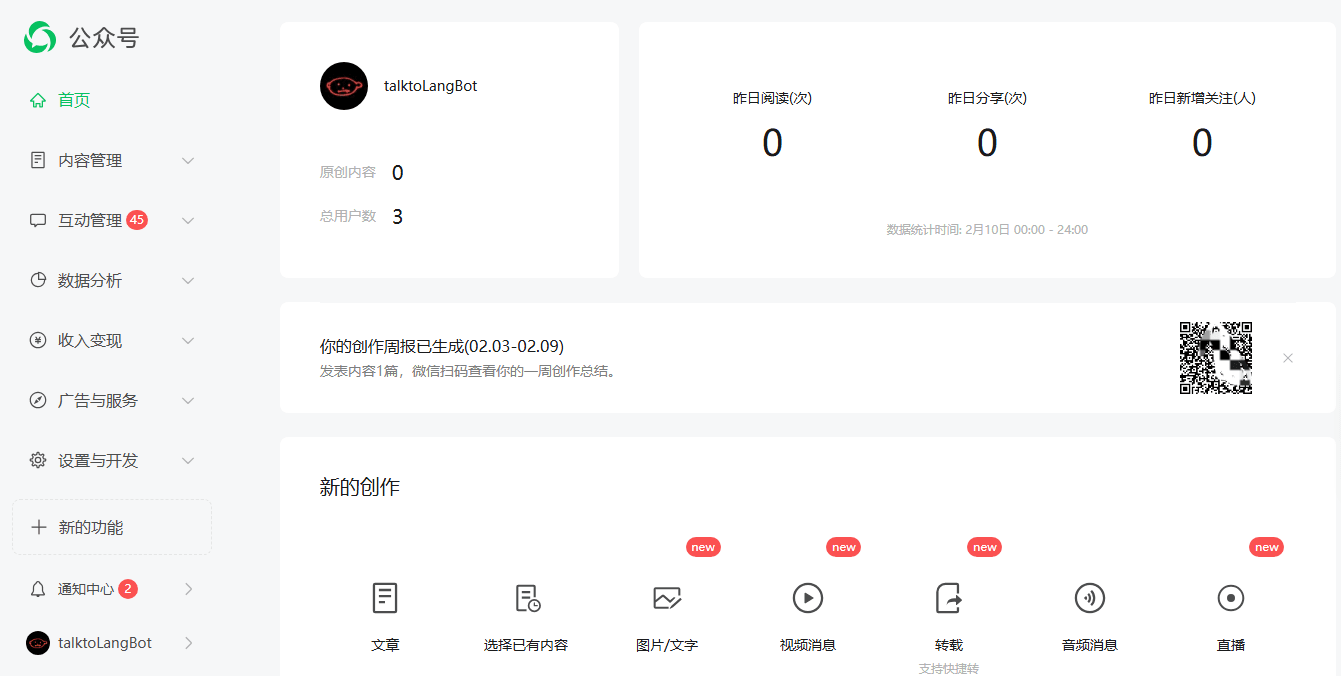 公众号
首页
内容管理
互动管理 45
数据分析
收入变现
广告与服务
设置与开发
新的功能
通知中心 2
talktoLangBot
talktoLangBot
原创内容 0
总用户数 3
昨日阅读(次) 昨日分享(次) 昨日新增关注(人)
0 0 0
数据统计时间: 2月10日 00:00 - 24:00
你的创作周报已生成(02.03-02.09)
发表内容1篇，微信扫码查看你的一周创作总结。
新的创作
new new new new
文章 选择已有内容 图片/文字 视频消息 转载 音频消息 直播
支持快捷转